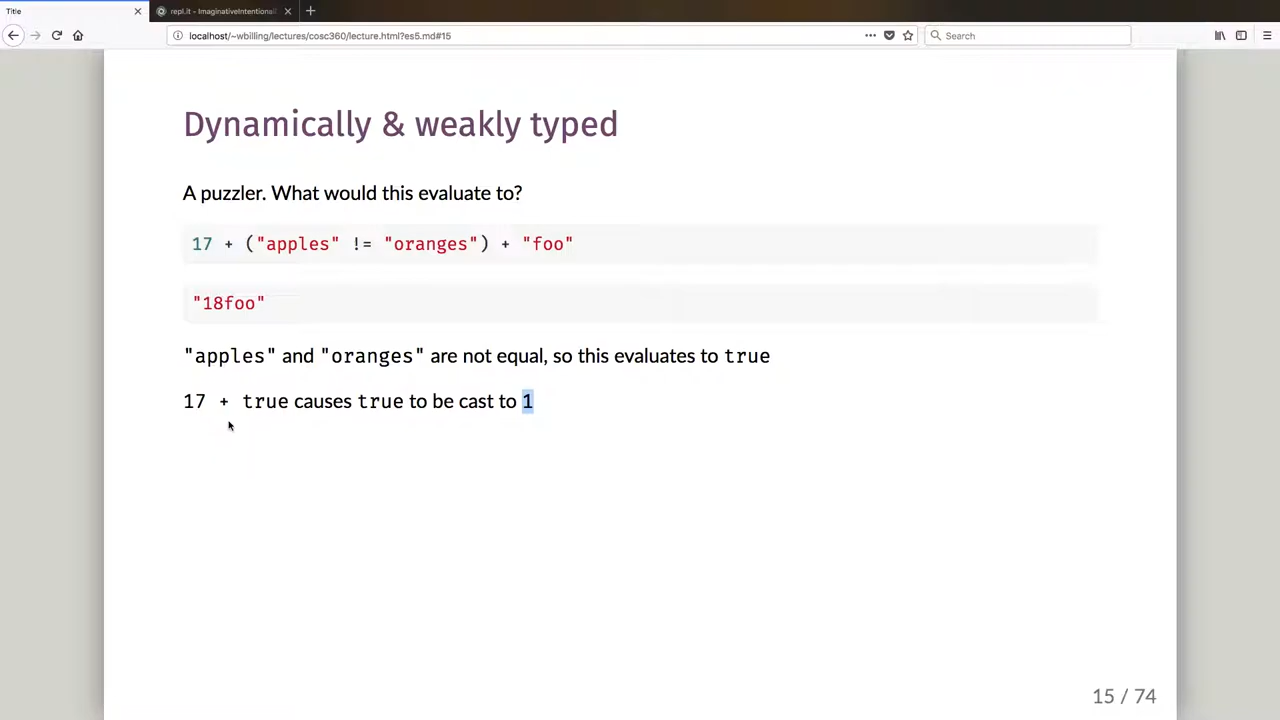 Title
repl.it - ImaginativeIntentional
localhost/~wbilling/lectures/cosc360/lecture.html?es5.md#15
Search
Dynamically & weakly typed
A puzzler. What would this evaluate to?
17 + ("apples" != "oranges") + "foo"
"18foo"
"apples" and "oranges" are not equal, so this evaluates to true
17 + true causes true to be cast to 1
15 / 74